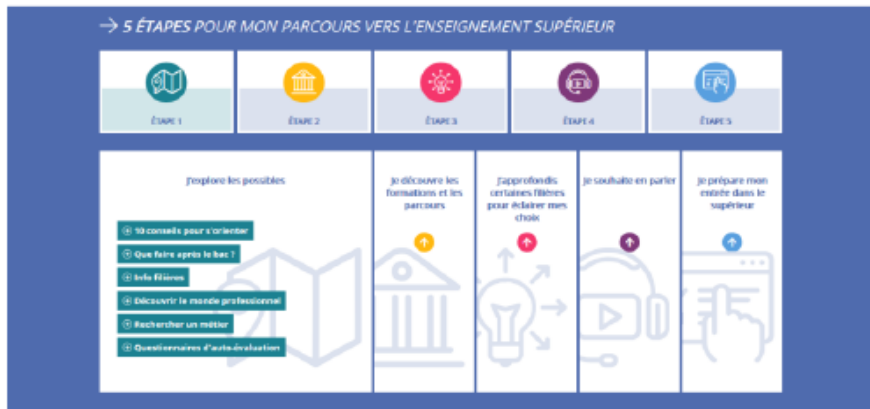 → 5 ÉTAPES POUR MON PARCOURS VERS L'ENSEIGNEMENT SUPÉRIEUR
ÉTAPE 1
ÉTAPE 2
ÉTAPE 3
ÉTAPE 4
ÉTAPE 5
J'explore les possibles
10 conseils pour s'orienter
Que faire après le bac ?
Info filières
Découvrir le monde professionnel
Rechercher un métier
Questionnaires d'auto-évaluation
Je découvre les
formations et les
parcours
J'approfondis
certaines filières
pour éclairer mes
choix
Je souhaite en parler
Je prépare mon
entrée dans le
supérieur